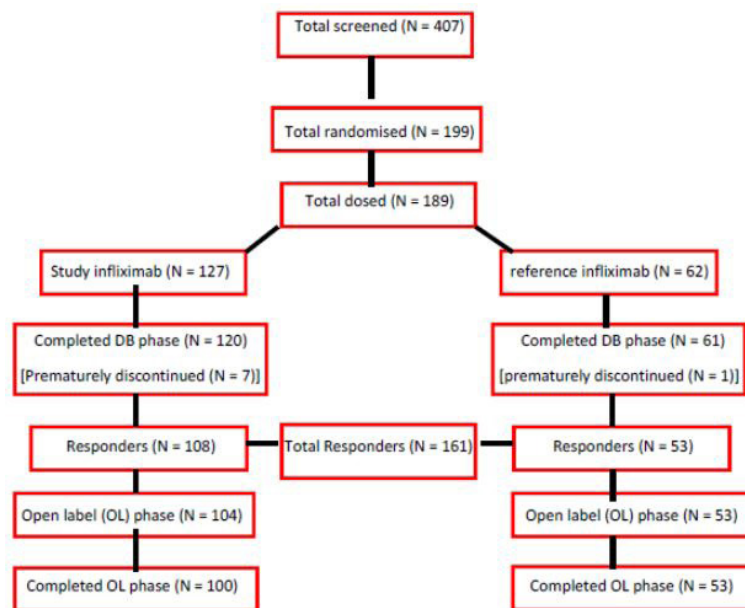 Total screened (N = 407)
Total randomised (N = 199)
Total dosed (N = 189)
Study infliximab (N = 127)
reference infliximab (N = 62)
Completed DB phase (N = 120)
[Prematurely discontinued (N = 7)]
Completed DB phase (N = 61)
[prematurely discontinued (N = 1)]
Responders (N = 108)
Total Responders (N = 161)
Responders (N = 53)
Open label (OL) phase (N = 104)
Open label (OL) phase (N = 53)
Completed OL phase (N = 100)
Completed OL phase (N = 53)